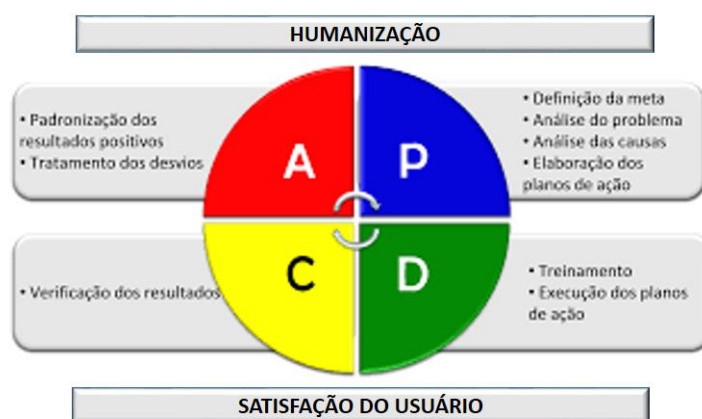 HUMANIZAÇÃO
• Padronização dos
resultados positivos
• Tratamento dos desvios
A
P
• Definição da meta
• Análise do problema
• Análise das causas
• Elaboração dos
planos de ação
• Verificação dos resultados
C
D
• Treinamento
• Execução dos planos
de ação
SATISFAÇÃO DO USUÁRIO